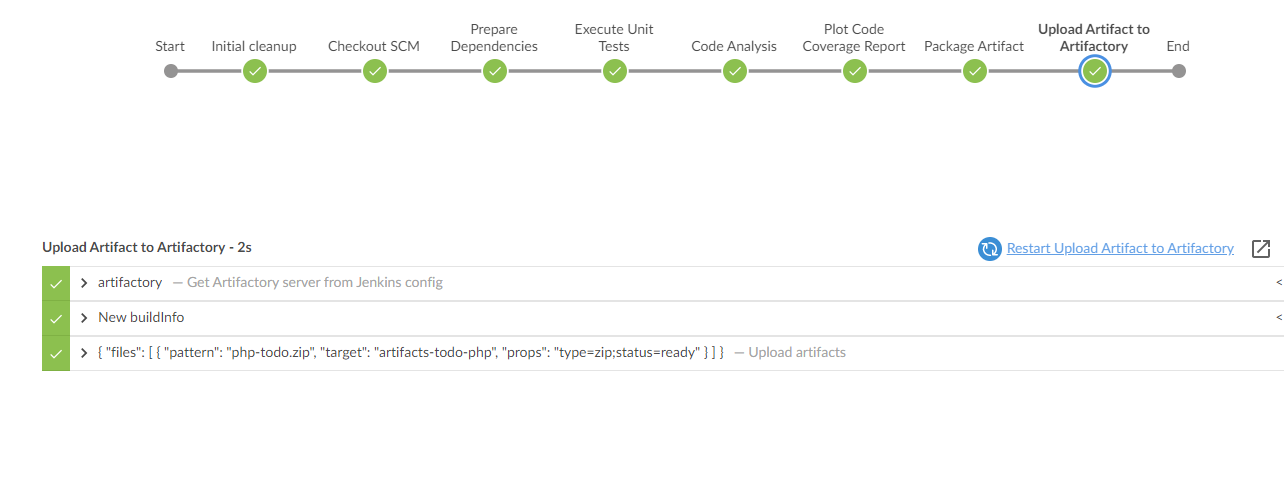 Start
Initial cleanup
Checkout SCM
Prepare
Dependencies
Execute Unit
Tests
Code Analysis
Plot Code
Coverage Report
Package Artifact
Upload Artifact to
Artifactory
End
Upload Artifact to Artifactory - 2s
Restart Upload Artifact to Artifactory
artifactory — Get Artifactory server from Jenkins config <
New buildInfo <
{ "files": [ { "pattern": "php-todo.zip", "target": "artifacts-todo-php", "props": "type=zip;status=ready" } ] } — Upload artifacts